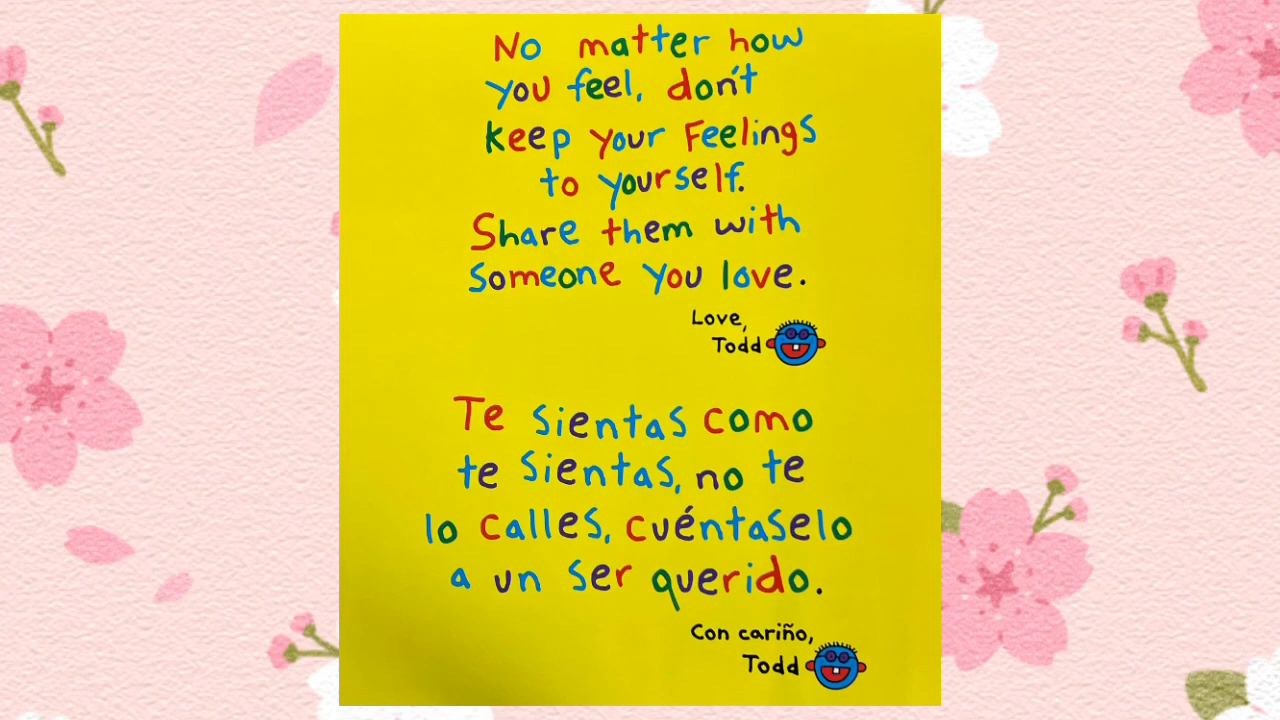 No matter how
you feel, don't
keep your Feelings
to yourself.
Share them with
someone you love.
Love,
Todd
Te sientas como
te sientas, no te
lo calles, cuéntaselo
a un ser querido.
Con cariño,
Todd